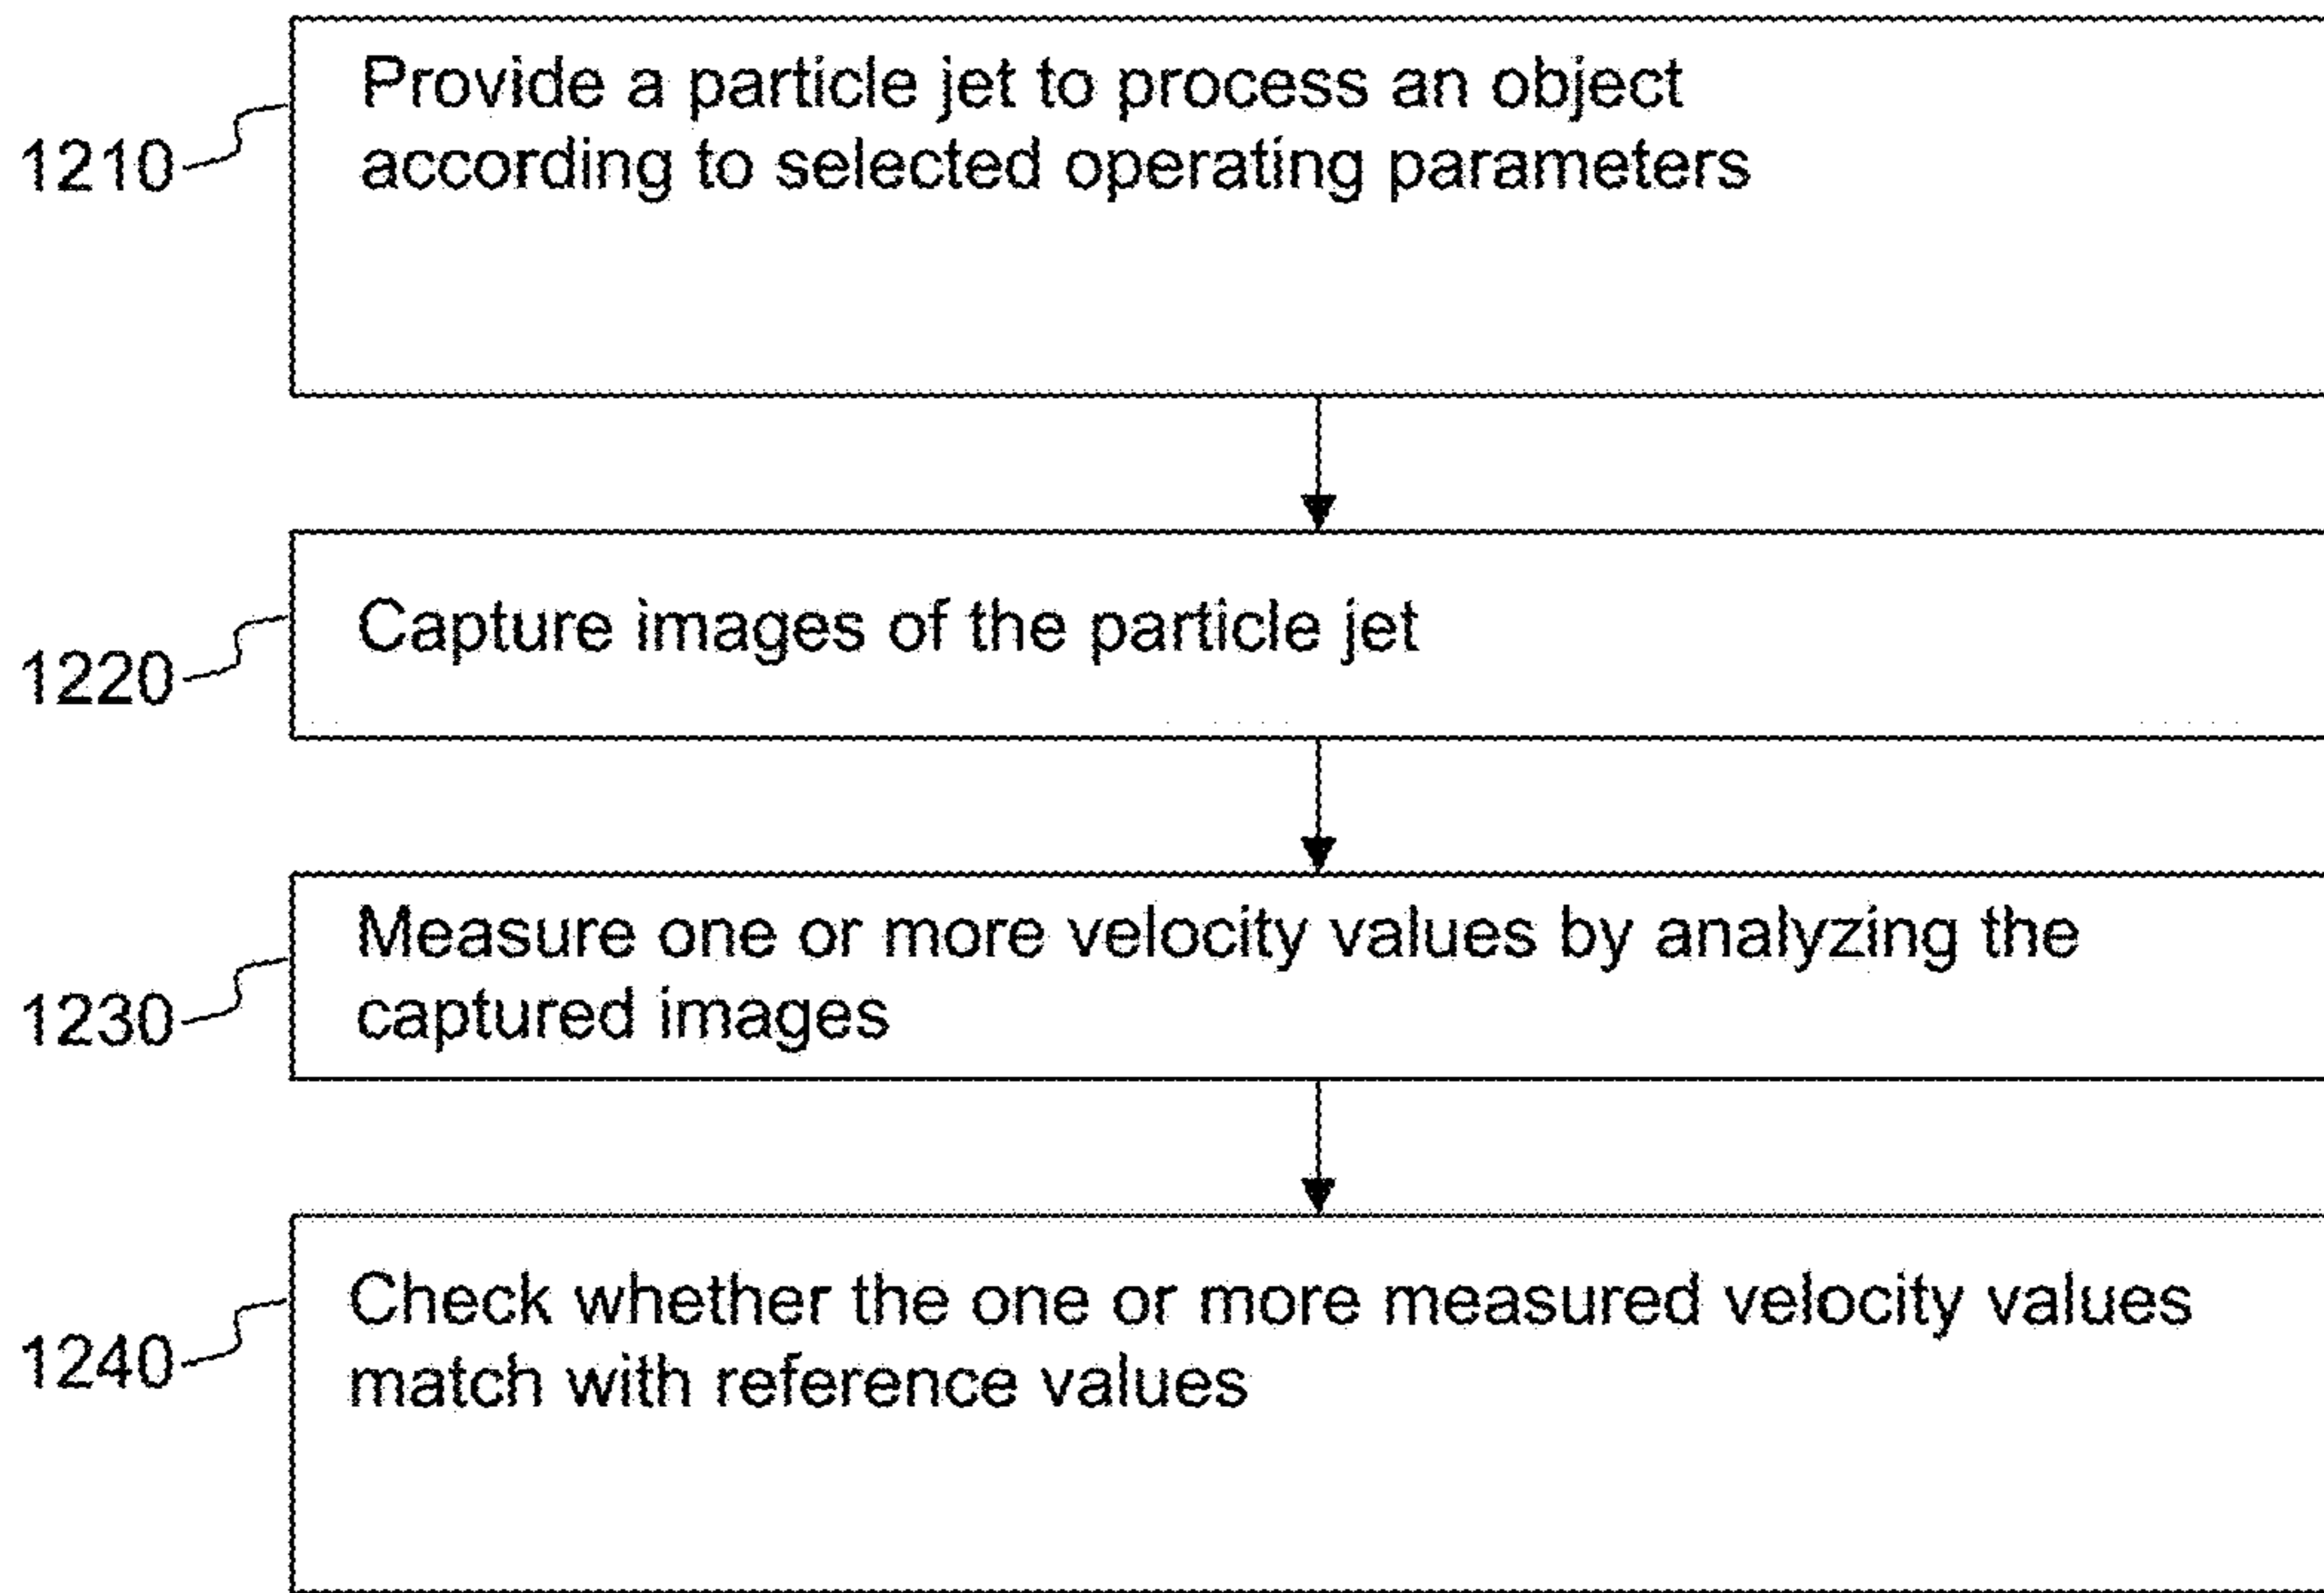 1210
Provide a particle jet to process an object
according to selected operating parameters
1220
Capture images of the particle jet
1230
Measure one or more velocity values by analyzing the
captured images
1240
Check whether the one or more measured velocity values
match with reference values